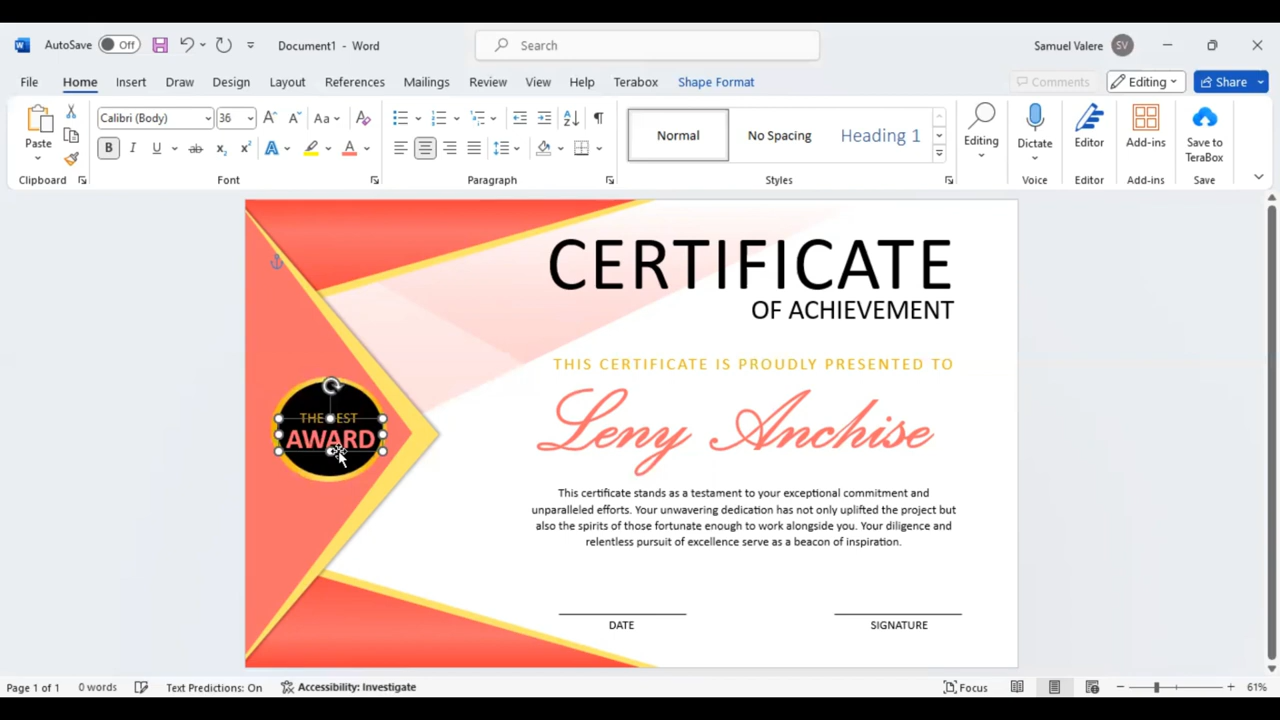 AutoSave Off Document1 - Word Search Samuel Valere SV
File Home Insert Draw Design Layout References Mailings Review View Help Terabox Shape Format Comments Editing Share
Paste Calibri (Body) 36 Aa B I U ab x₂ x² A A Normal No Spacing Heading 1 Editing Dictate Editor Add-ins Save to TeraBox
Clipboard Font Paragraph Styles Voice Editor Add-ins Save
CERTIFICATE
OF ACHIEVEMENT
THIS CERTIFICATE IS PROUDLY PRESENTED TO
Leny Anchise
THE BEST
AWARD
This certificate stands as a testament to your exceptional commitment and
unparalleled efforts. Your unwavering dedication has not only uplifted the project but
also the spirits of those fortunate enough to work alongside you. Your diligence and
relentless pursuit of excellence serve as a beacon of inspiration.
DATE SIGNATURE
Page 1 of 1 0 words Text Predictions: On Accessibility: Investigate Focus 61%